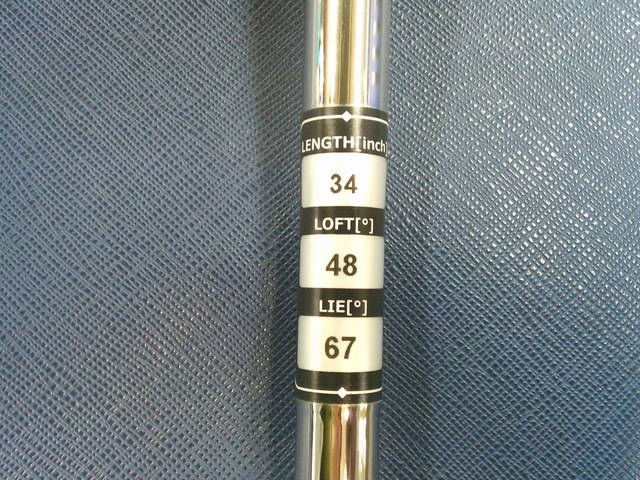 LENGTH[inch]
34
LOFT[°]
48
LIE[°]
67